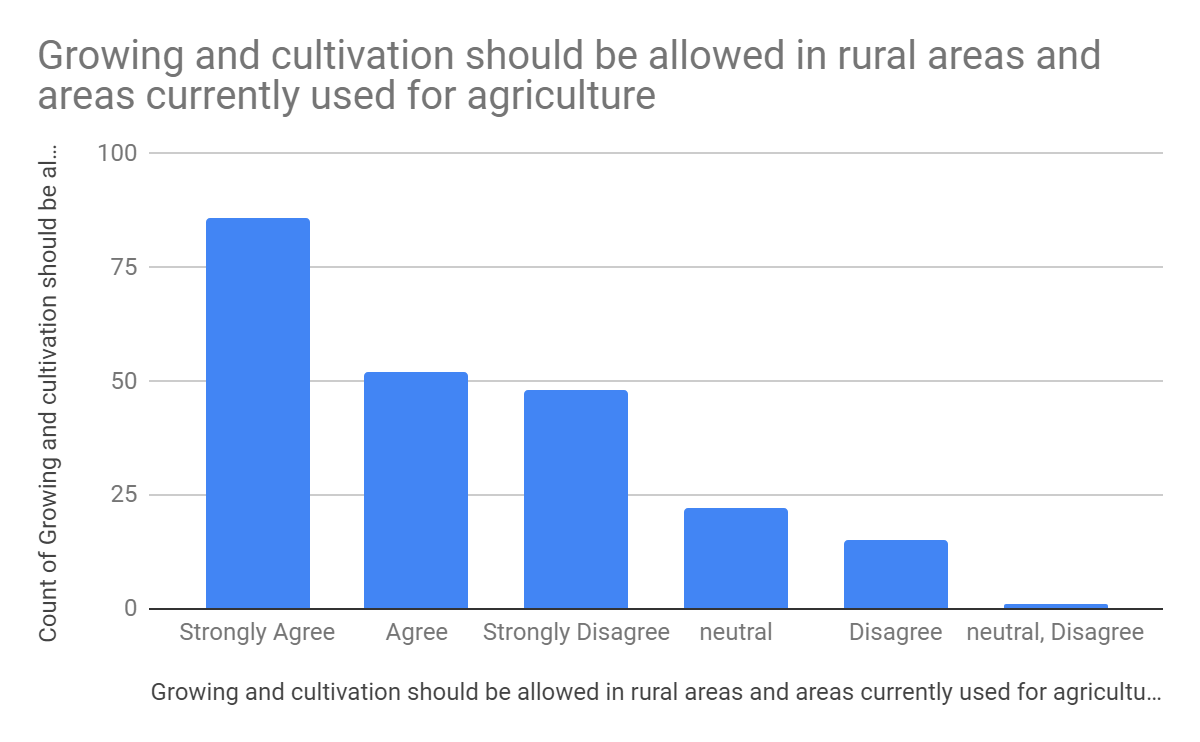 Growing and cultivation should be allowed in rural areas and
areas currently used for agriculture
Count of Growing and cultivation should be al...
100
75
50
25
0
Strongly Agree
Agree
Strongly Disagree
neutral
Disagree
neutral, Disagree
Growing and cultivation should be allowed in rural areas and areas currently used for agricultu...